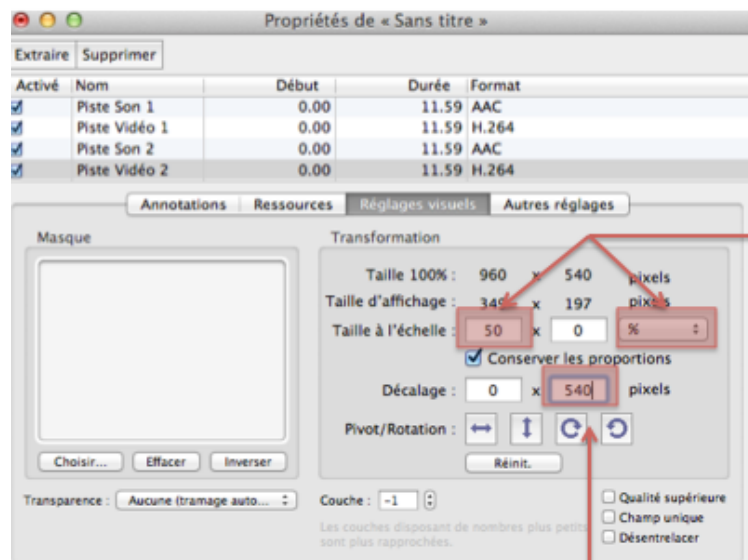 Propriétés de « Sans titre »
Extraire Supprimer
Activé Nom Début Durée Format
Piste Son 1 0.00 11.59 AAC
Piste Vidéo 1 0.00 11.59 H.264
Piste Son 2 0.00 11.59 AAC
Piste Vidéo 2 0.00 11.59 H.264
Annotations Ressources Réglages visuels Autres réglages
Masque Transformation
Taille 100% : 960 x 540 pixels
Taille d'affichage : 349 x 197 pixels
Taille à l'échelle : 50 x 0 %
Conserver les proportions
Décalage : 0 x 540 pixels
Pivot/Rotation :
Choisir... Effacer Inverser Réinit.
Transparence : Aucune (tramage auto... Couche : -1 Qualité supérieure
Les couches disposant de nombres plus petits Champ unique
sont plus rapprochées. Désentrelacer